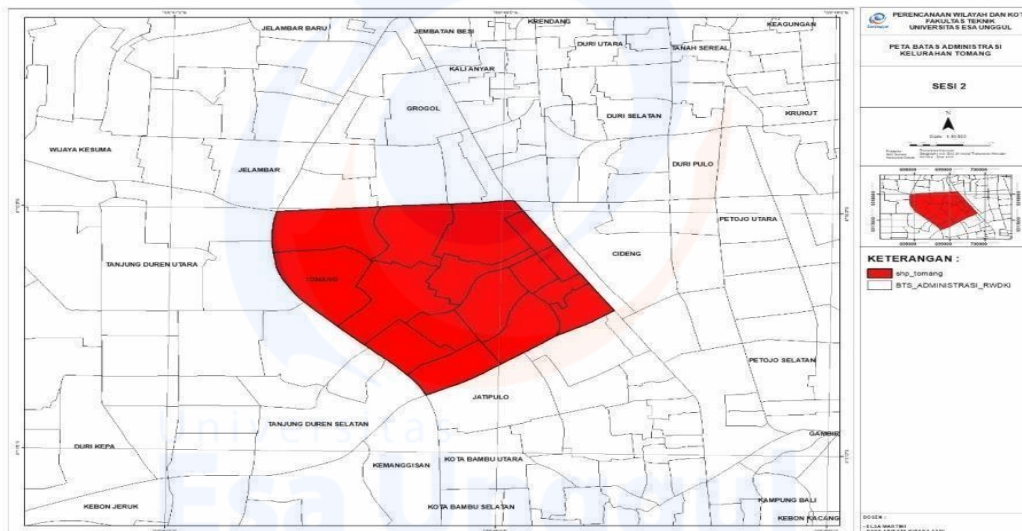 JELAMBAR BARU
JEMBATAN BESI
KRENDANG
KEAGUNGAN
DURI UTARA
TANAH SEREAL
KALI ANYAR
GROGOL
DURI SELATAN
KRUKUT
WIJAYA KESUMA
JELAMBAR
DURI PULO
PETOJO UTARA
CIDENG
TANJUNG DUREN UTARA
TOMANG
PETOJO SELATAN
JATIPULO
TANJUNG DUREN SELATAN
GAMBIR
DURI KEPA
KEMANGGISAN
KOTA BAMBU UTARA
KAMPUNG BALI
KEBON JERUK
KOTA BAMBU SELATAN
KEBON KACANG
Universitas
Esa Unggul
PERENCANAAN WILAYAH DAN KOT
FAKULTAS TEKNIK
UNIVERSITAS ESA UNGGUL
PETA BATAS ADMINISTRASI
KELURAHAN TOMANG
SESI 2
N
KETERANGAN :
snp_tomang
BTS_ADMINISTRASI_RWDKI
DOSEN :